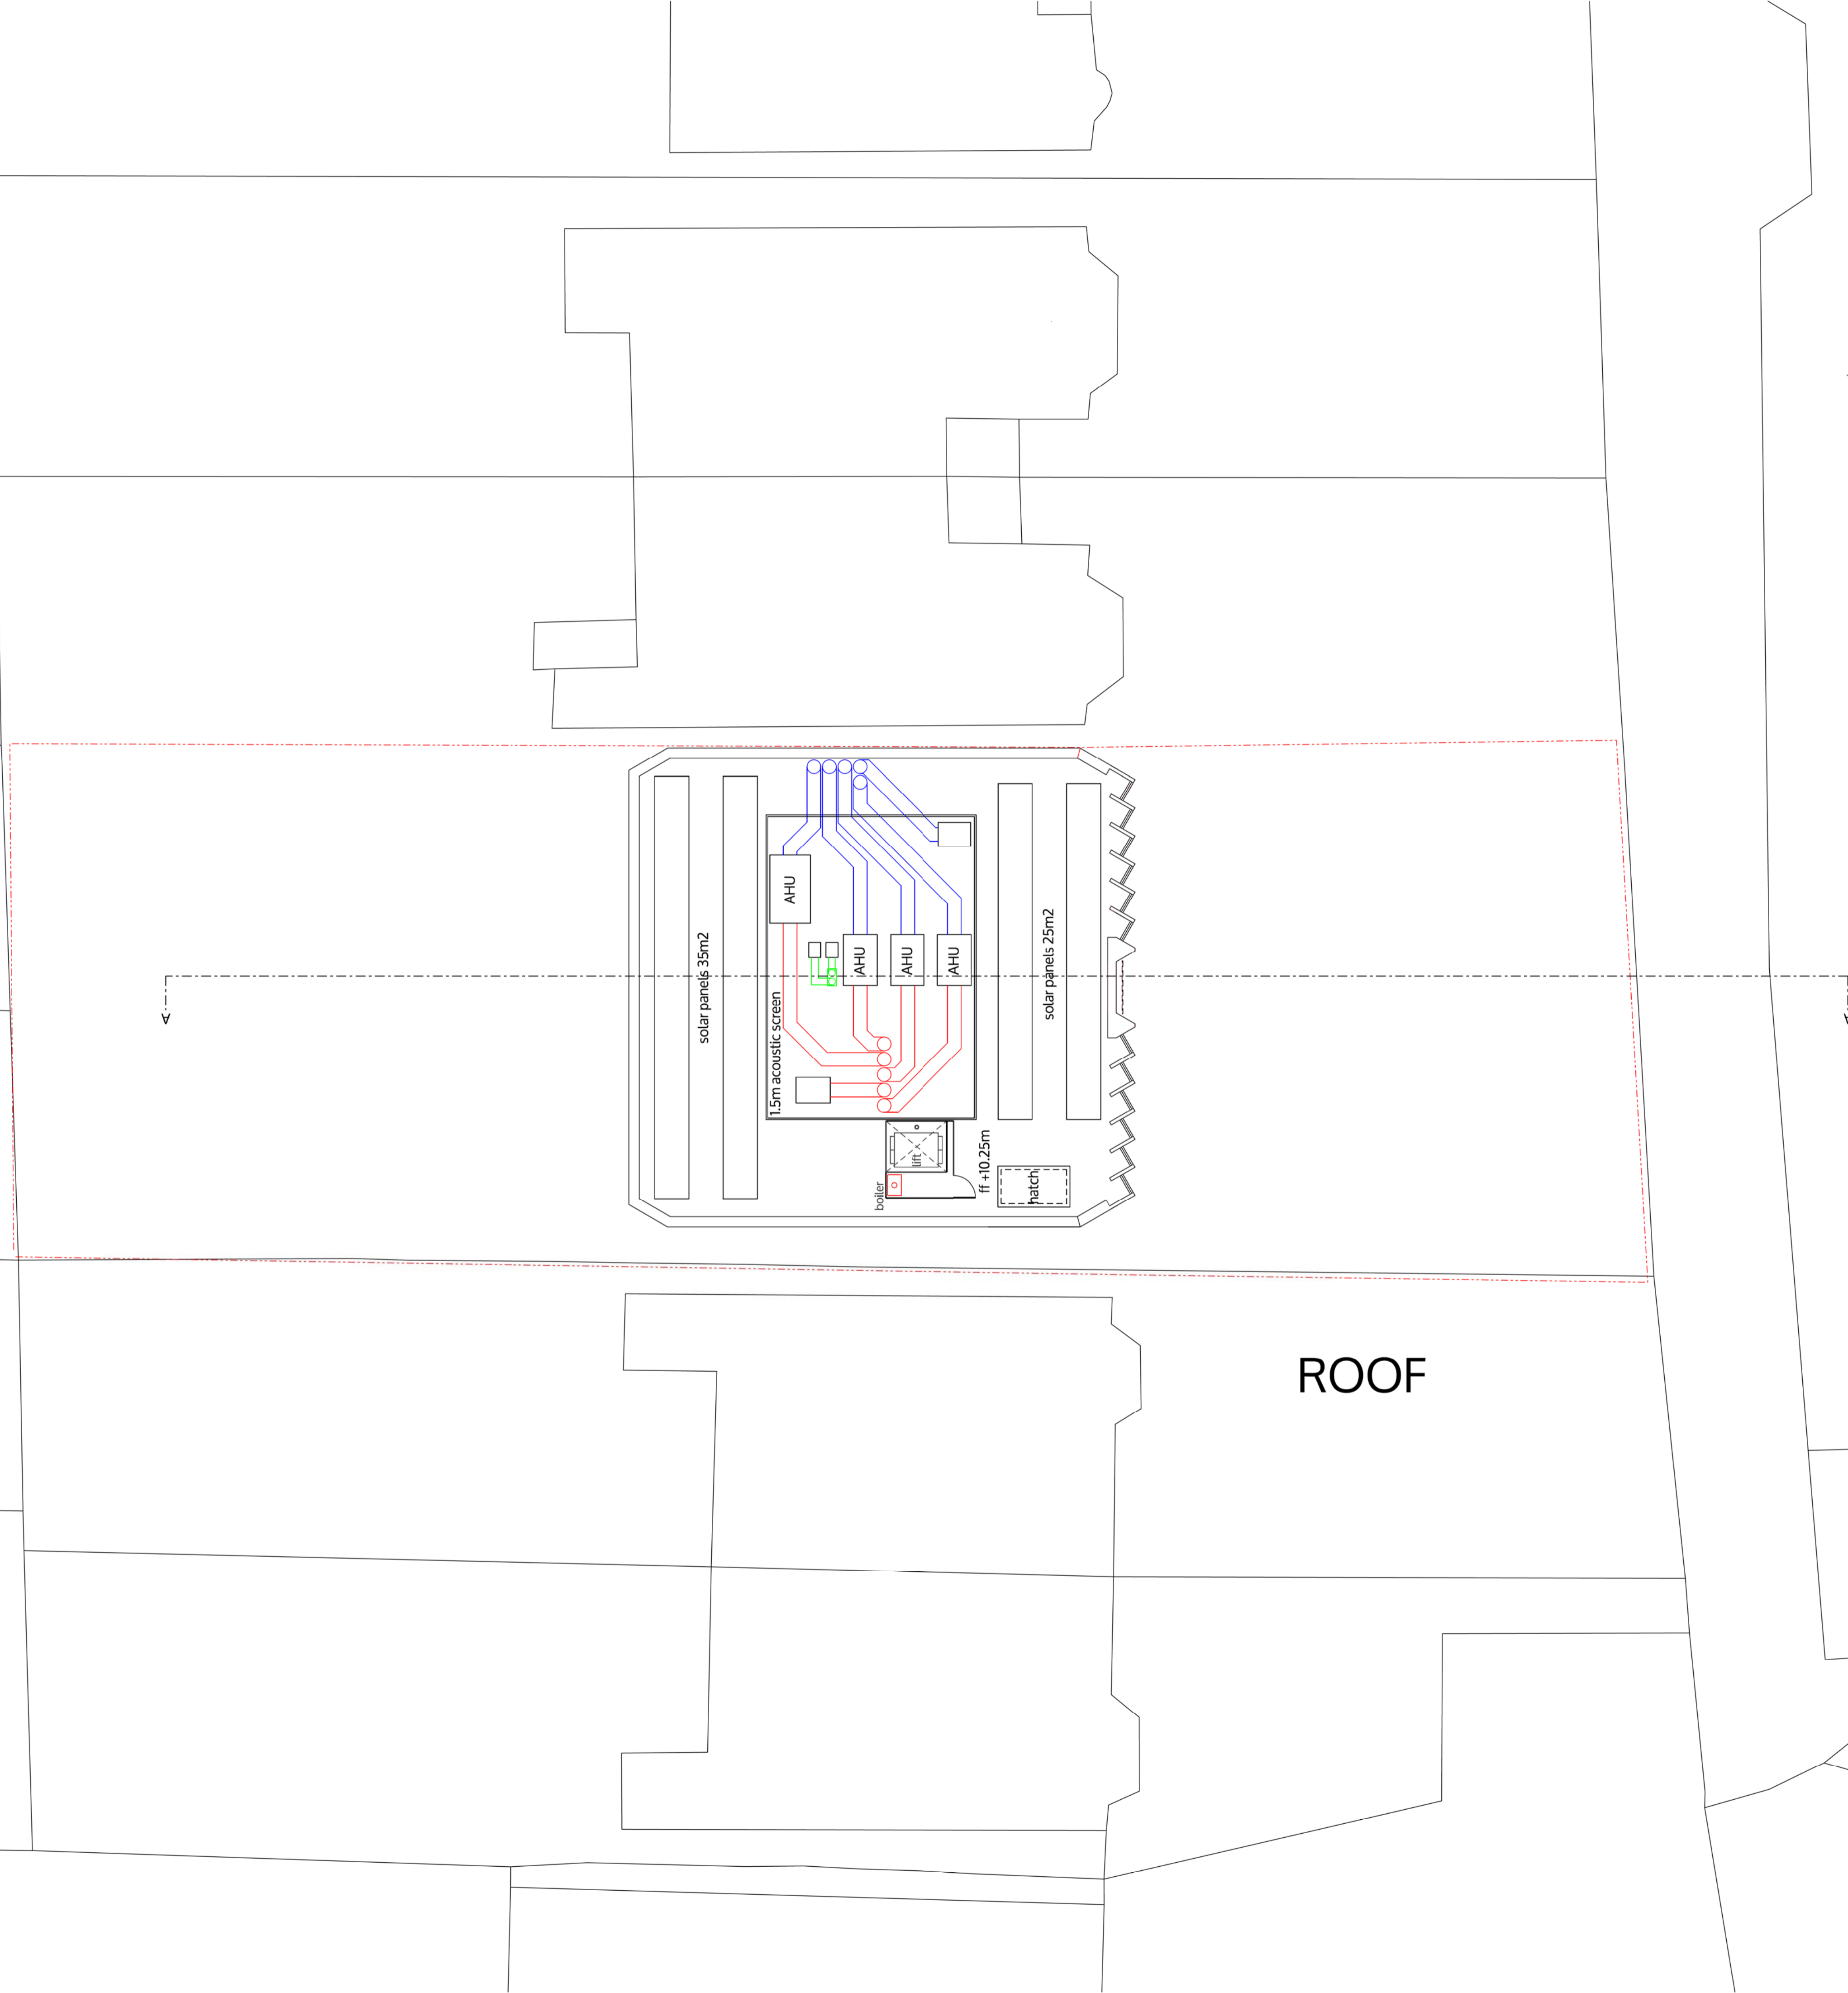 AHU
AHU
AHU
AHU
solar panels 35m2
solar panels 25m2
1.5m acoustic screen
A
A
lift
boiler
ff +10.25m
hatch
ROOF